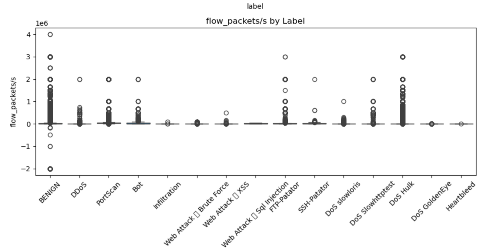 label
flow_packets/s by Label
1e6
4
3
2
1
0
−1
−2
flow_packets/s
BENIGN
DDoS
PortScan
Bot
Infiltration
Web Attack ▯ Brute Force
Web Attack ▯ XSS
Web Attack ▯ Sql Injection
FTP-Patator
SSH-Patator
DoS slowloris
DoS Slowhttptest
DoS Hulk
DoS GoldenEye
Heartbleed